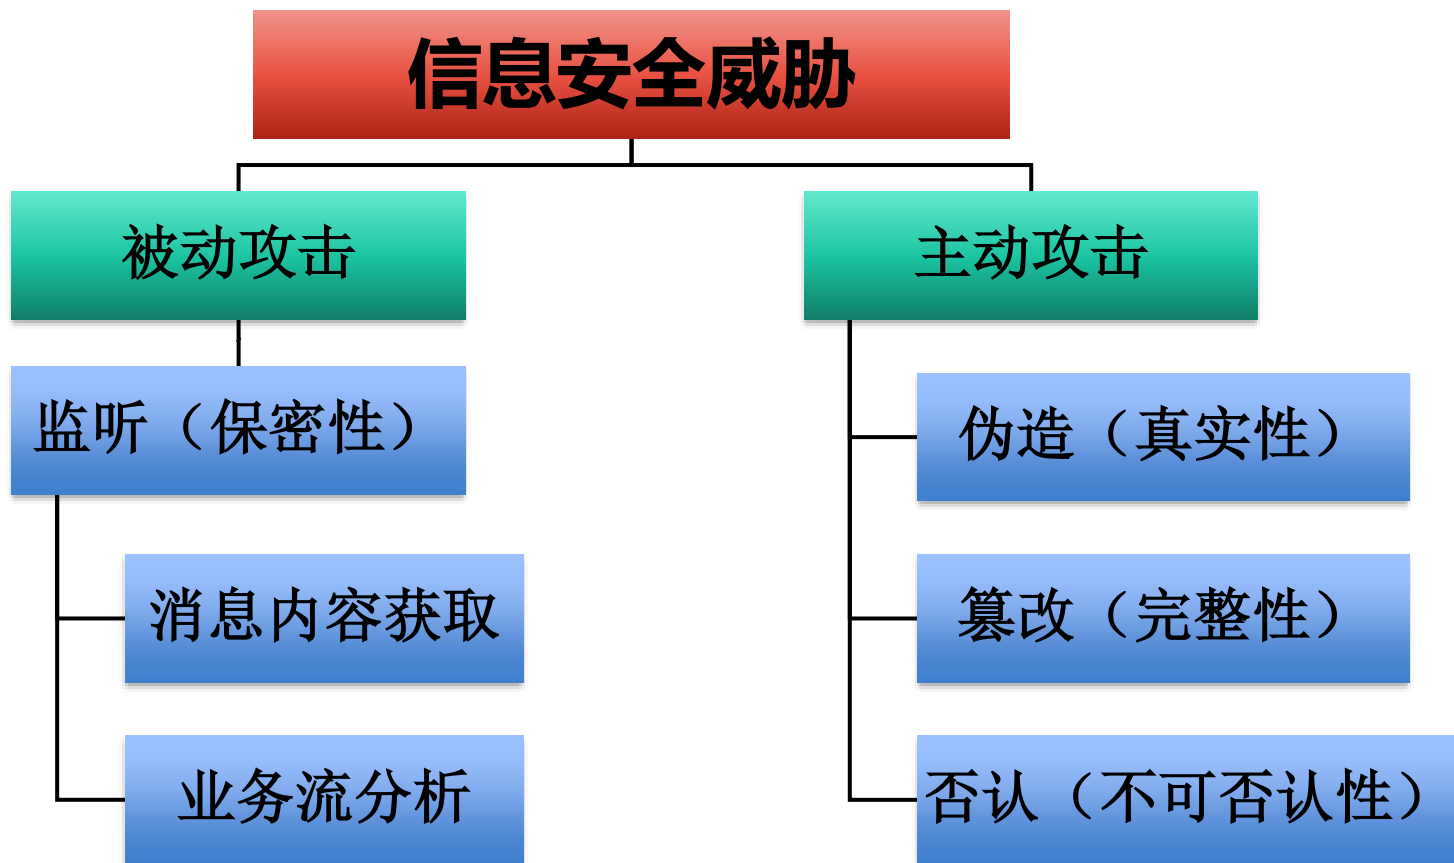 信息安全威胁
被动攻击
主动攻击
监听（保密性）
伪造（真实性）
消息内容获取
篡改（完整性）
业务流分析
否认（不可否认性）